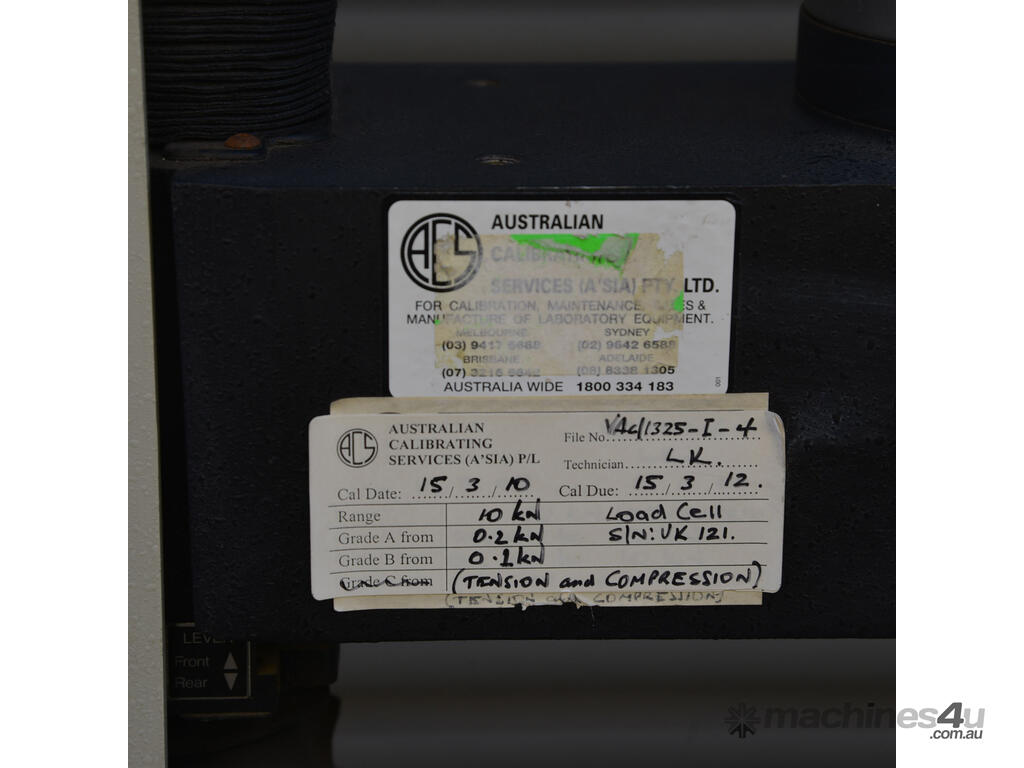 ACS
AUSTRALIAN
CALIBRATING
SERVICES (A'SIA) PTY. LTD.
FOR CALIBRATION, MAINTENANCE, SALES &
MANUFACTURE OF LABORATORY EQUIPMENT.
MELBOURNE SYDNEY
(03) 9417 6688 (02) 9642 6588
BRISBANE ADELAIDE
(07) 3216 (08) 8338 1305
AUSTRALIA WIDE 1800 334 183
001
ACS
AUSTRALIAN
CALIBRATING
SERVICES (A'SIA) P/L
File No. VAC/1325-I-4
Technician LK.
Cal Date: 15/3/10 Cal Due: 15/3/12.
Range 10 kN Load Cell
Grade A from 0.2 kN S/N: UK 121.
Grade B from 0.1 kN
Grade C from (TENSION and COMPRESSION)
(TENSION and COMPRESSION)
LEVEL
Front ▲
Rear ▼
machines4u
.com.au